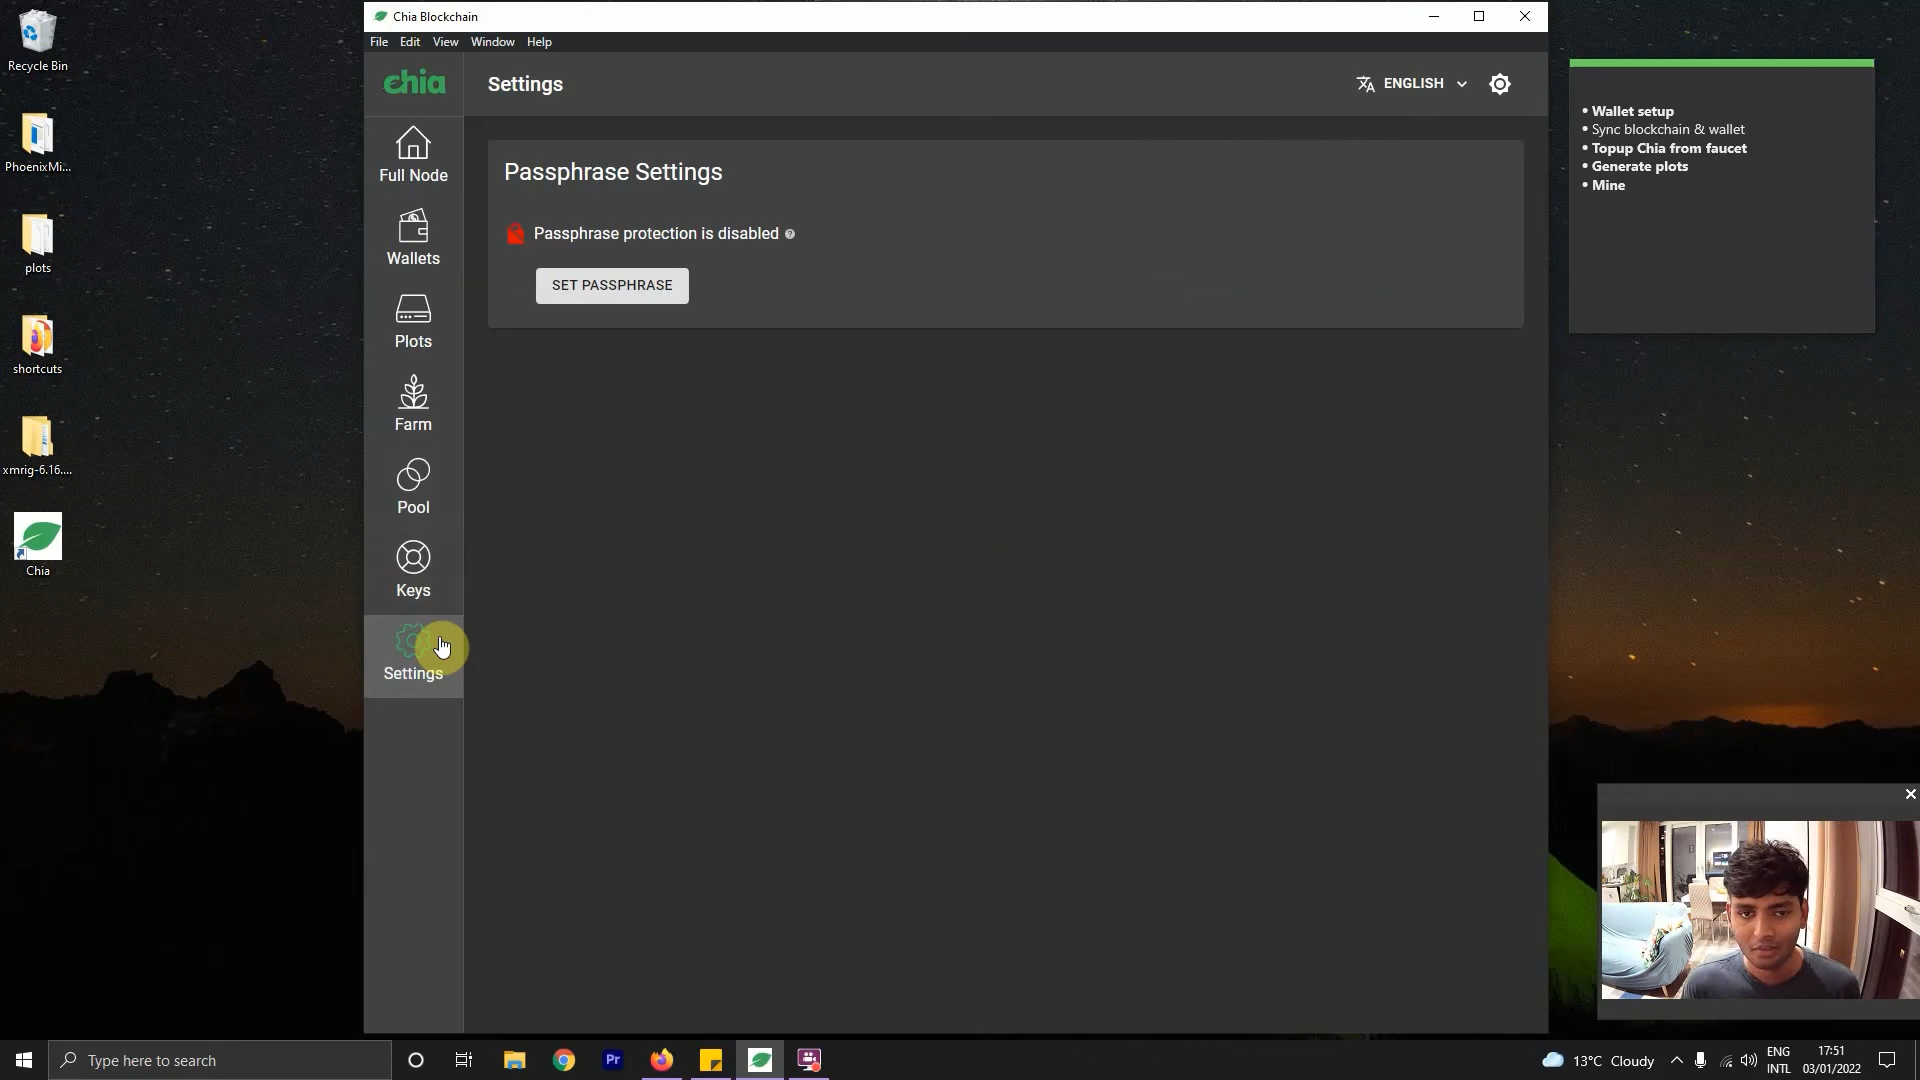 Chia Blockchain
File Edit View Window Help
chia
Settings
ENGLISH
Full Node
Wallets
Plots
Farm
Pool
Keys
Settings
Passphrase Settings
Passphrase protection is disabled ?
SET PASSPHRASE
Recycle Bin
PhoenixMi...
plots
shortcuts
xmrig-6.16....
Chia
• Wallet setup
• Sync blockchain & wallet
• Topup Chia from faucet
• Generate plots
• Mine
Type here to search
Pr
13°C Cloudy
ENG
INTL
17:51
03/01/2022